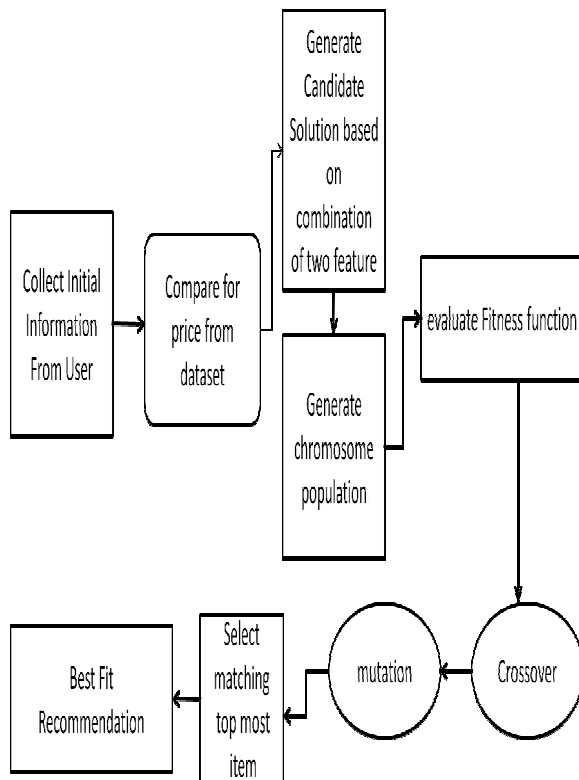 Collect Initial
Information
From User
Compare for
price from
dataset
Generate
Candidate
Solution based
on
combination
of two feature
Generate
chromosome
population
evaluate Fitness function
Crossover
mutation
Select
matching
top most
item
Best Fit
Recommendation